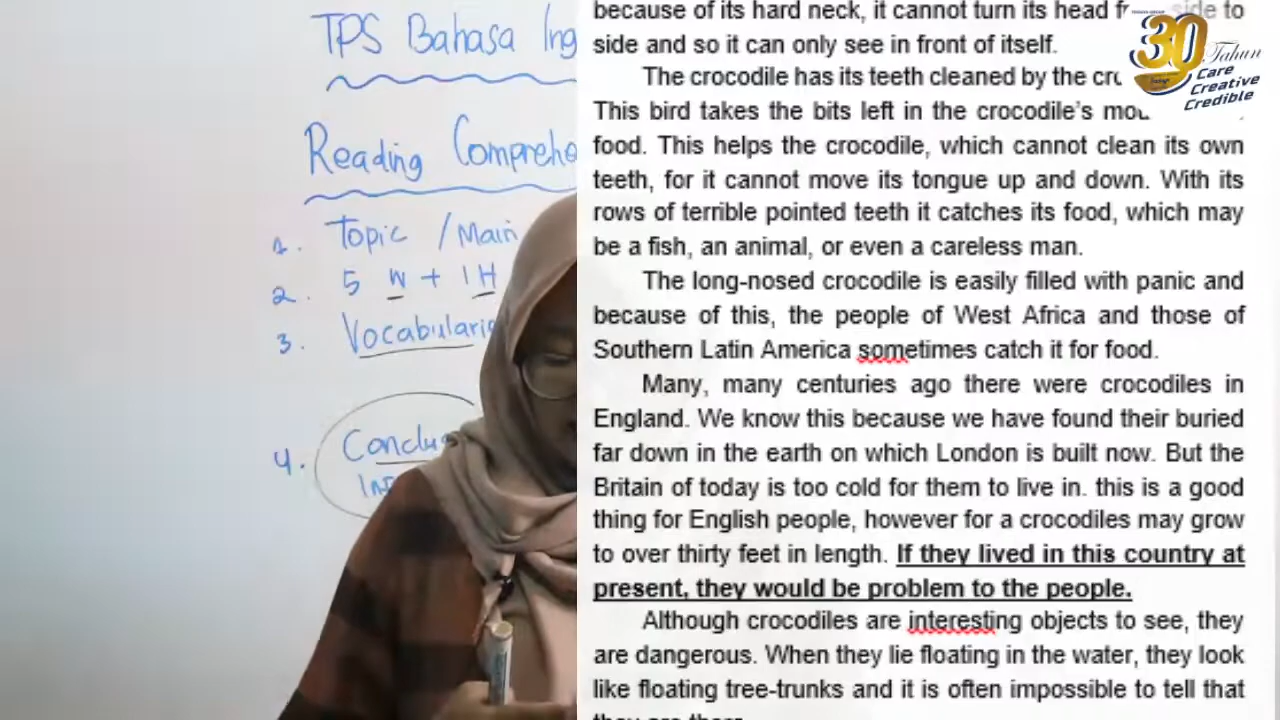 TPS Bahasa Ing
Reading Comprehe
1. Topic / Main
2. 5 W + 1H
3. Vocabularie
4. Conclu
because of its hard neck, it cannot turn its head side to
side and so it can only see in front of itself.
The crocodile has its teeth cleaned by the
This bird takes the bits left in the crocodile's
food. This helps the crocodile, which cannot clean its own
teeth, for it cannot move its tongue up and down. With its
rows of terrible pointed teeth it catches its food, which may
be a fish, an animal, or even a careless man.
The long-nosed crocodile is easily filled with panic and
because of this, the people of West Africa and those of
Southern Latin America sometimes catch it for food.
Many, many centuries ago there were crocodiles in
England. We know this because we have found their buried
far down in the earth on which London is built now. But the
Britain of today is too cold for them to live in. this is a good
thing for English people, however for a crocodiles may grow
to over thirty feet in length. If they lived in this country at
present, they would be problem to the people.
Although crocodiles are interesting objects to see, they
are dangerous. When they lie floating in the water, they look
like floating tree-trunks and it is often impossible to tell that
they are there.
30 Tahun
Care
Creative
Credible